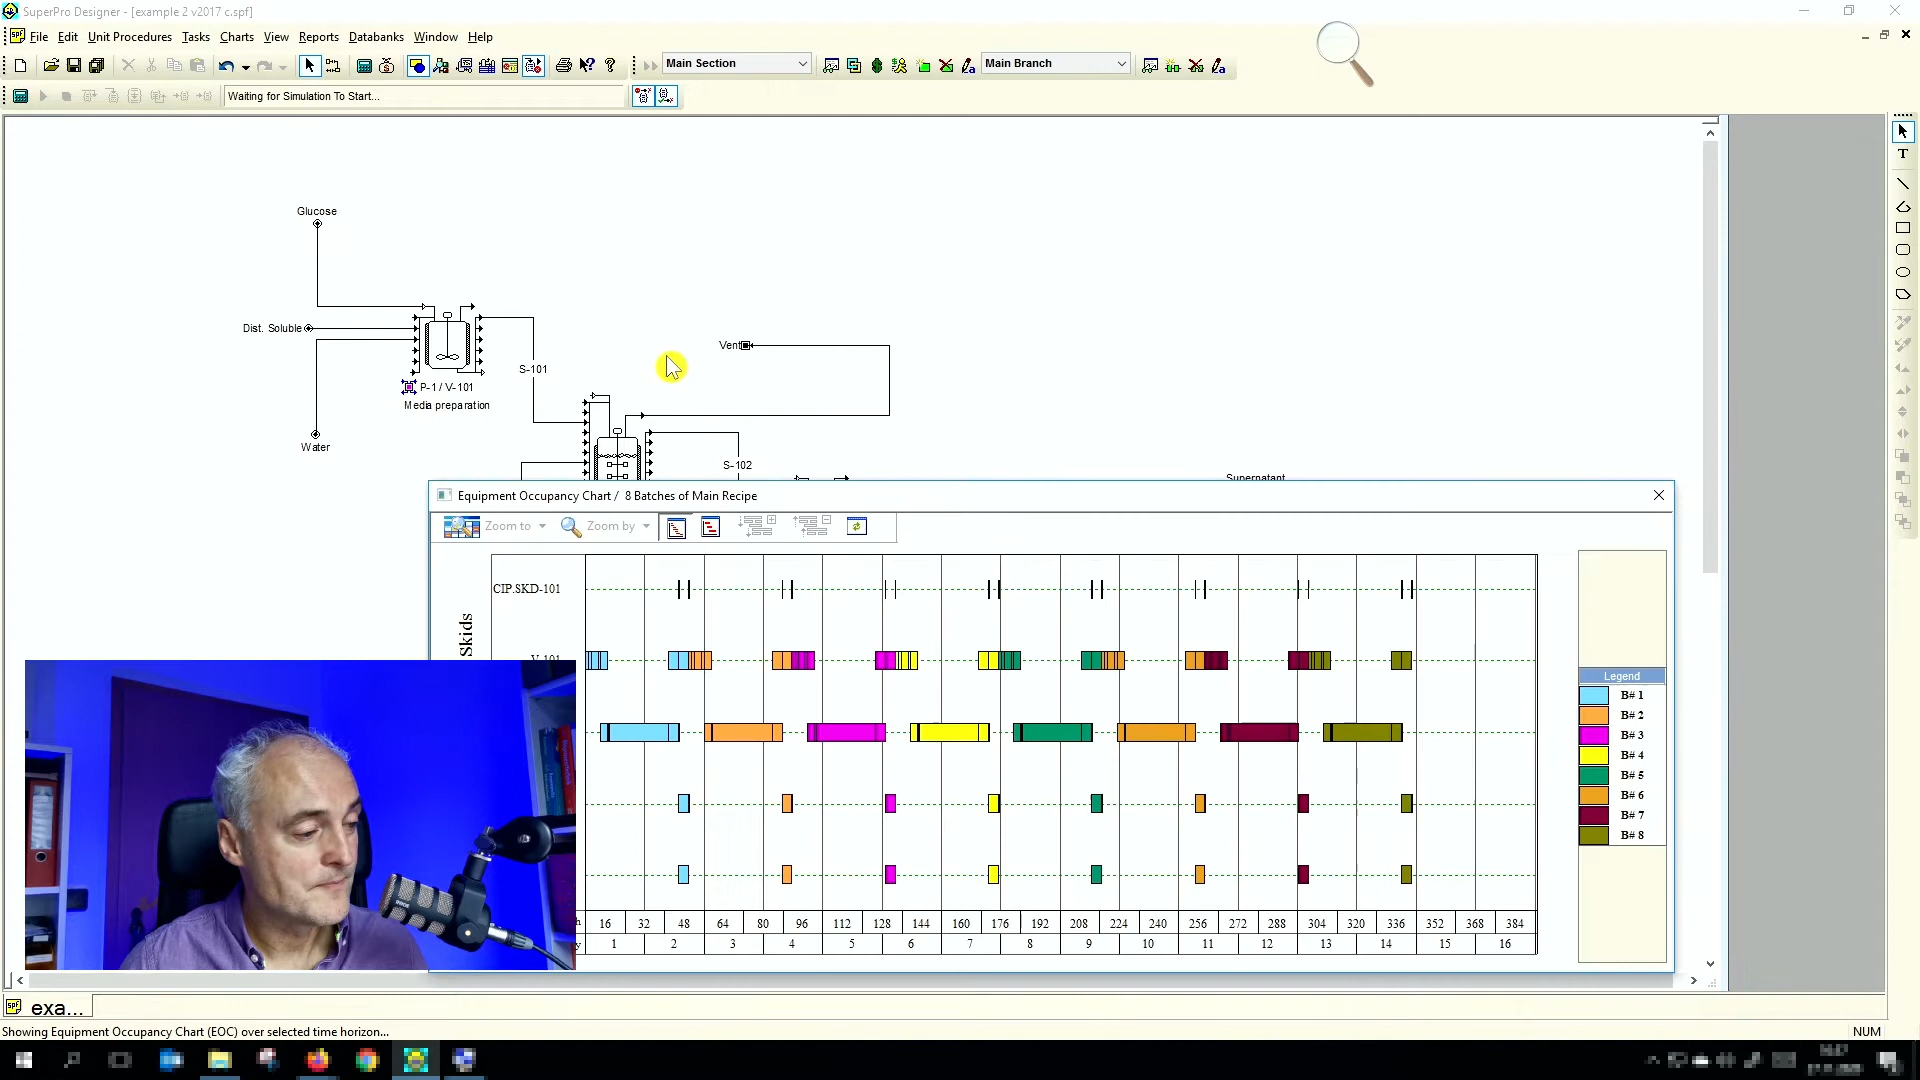 SuperPro Designer - [example 2 v2017 c.spf]
File Edit Unit Procedures Tasks Charts View Reports Databanks Window Help
Main Section
Main Branch
Waiting for Simulation To Start...
Glucose
Dist. Soluble
Vent
S-101
P-1 / V-101
Media preparation
Water
S-102
Supernatant
Equipment Occupancy Chart / 8 Batches of Main Recipe
Zoom to
Zoom by
CIP.SKD-101
Skids
V-101
Legend
B# 1
B# 2
B# 3
B# 4
B# 5
B# 6
B# 7
B# 8
h 16 32 48 64 80 96 112 128 144 160 176 192 208 224 240 256 272 288 304 320 336 352 368 384
y 1 2 3 4 5 6 7 8 9 10 11 12 13 14 15 16
exa...
Showing Equipment Occupancy Chart (EOC) over selected time horizon...
NUM